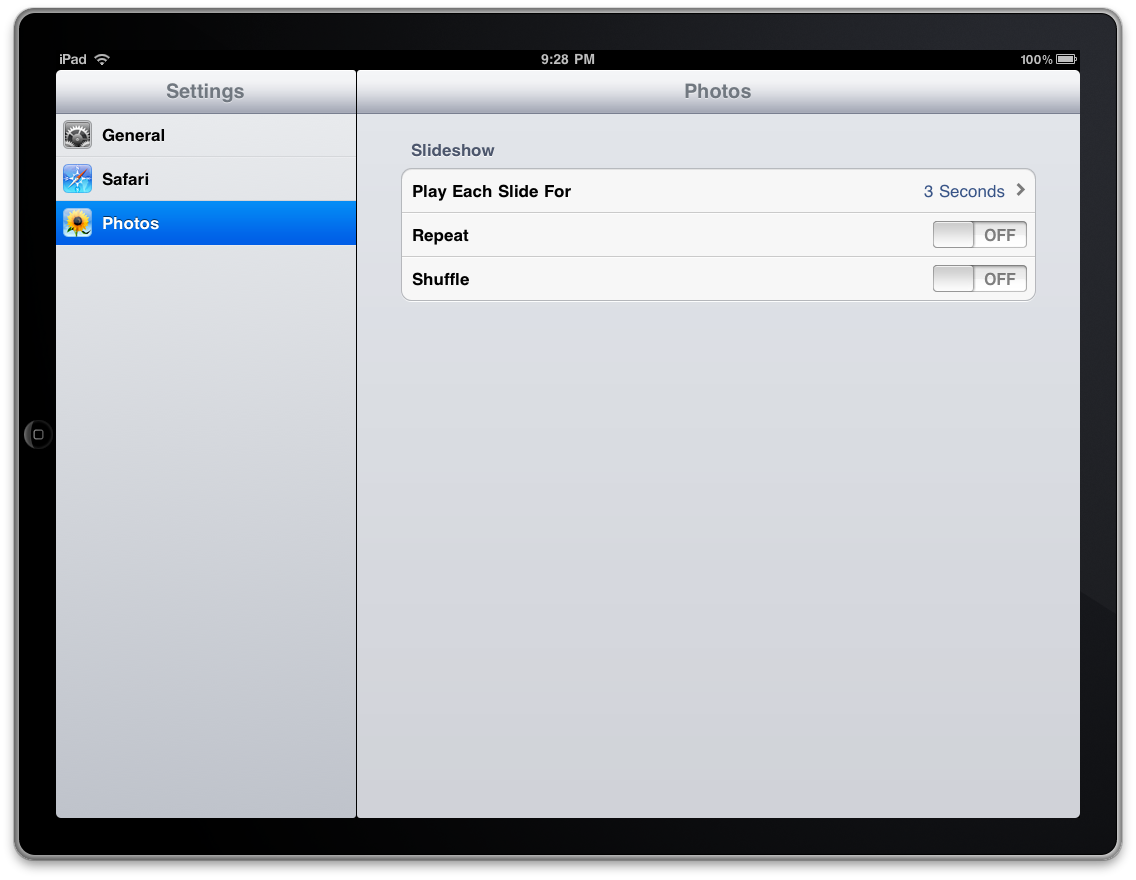 iPad 9:28 PM 100%
Settings
Photos
General
Safari
Photos
Slideshow
Play Each Slide For 3 Seconds
Repeat OFF
Shuffle OFF